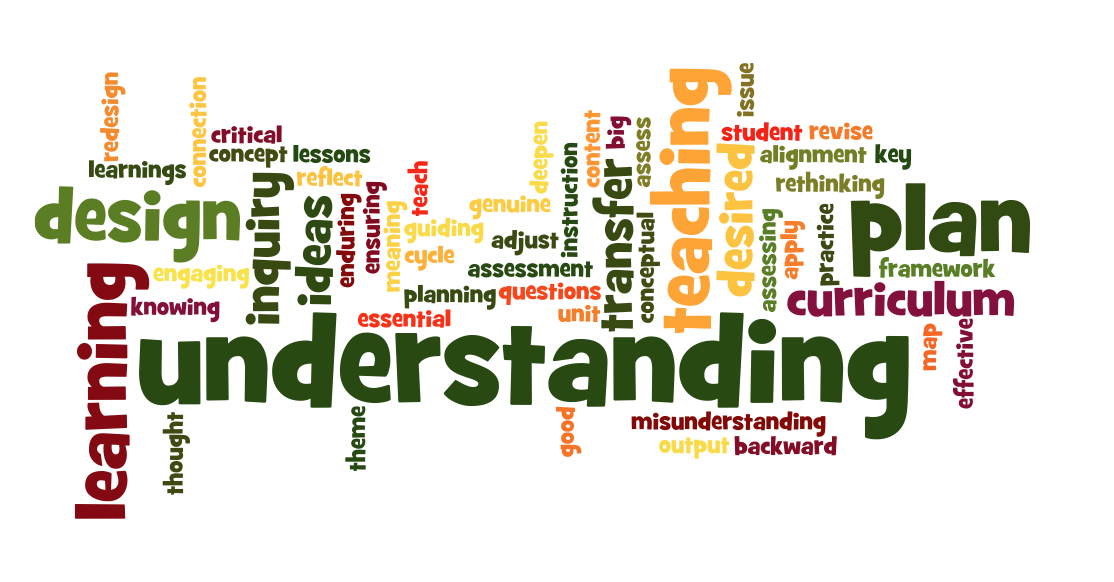 redesign
connection
critical
learnings
concept
lessons
reflect
teach
design
inquiry
ideas
enduring
ensuring
meaning
guiding
cycle
genuine
deepen
adjust
instruction
content
big
assess
transfer
conceptual
teaching
issue
student
revise
desired
alignment
key
rethinking
assessing
apply
practice
plan
framework
curriculum
engaging
knowing
assessment
planning
questions
essential
unit
learning
understanding
map
effective
thought
theme
good
misunderstanding
output
backward